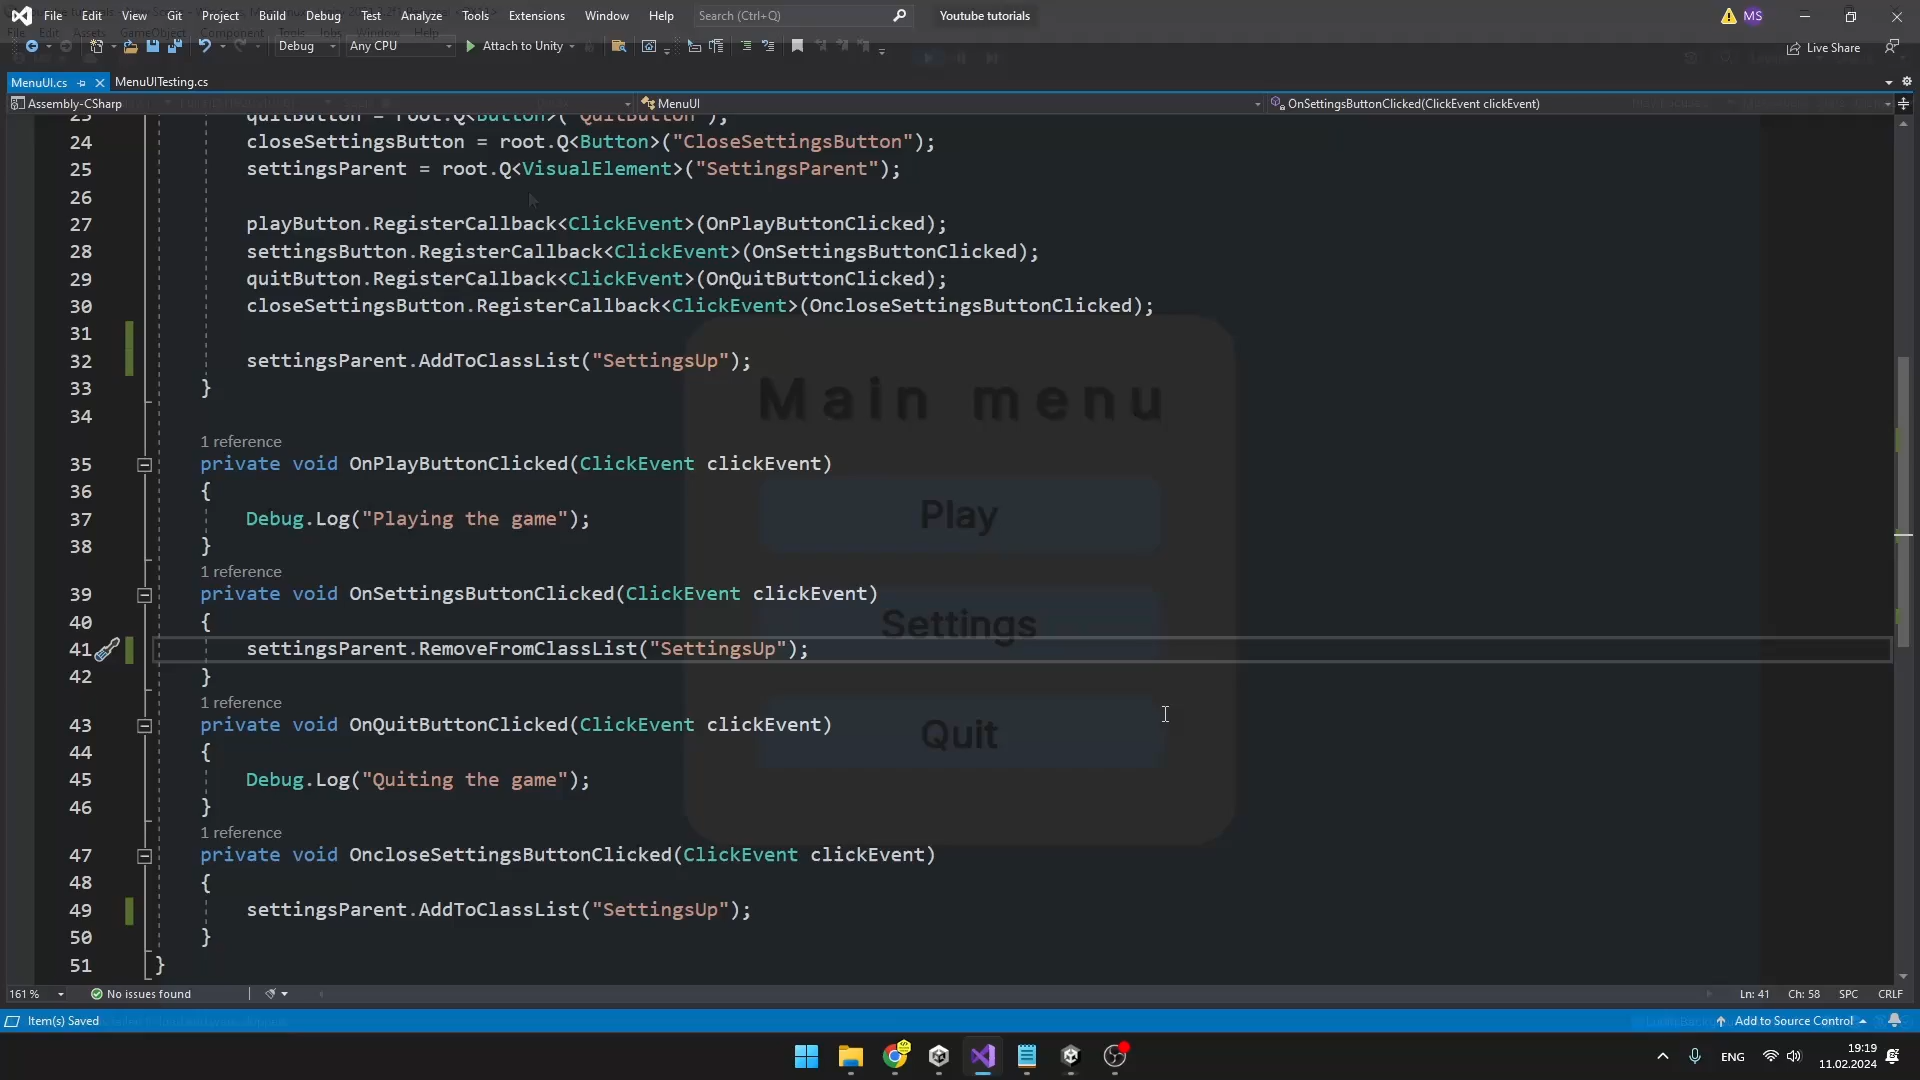 File Edit View Git Project Build Debug Test Analyze Tools Extensions Window Help Search (Ctrl+Q) Youtube tutorials MS
Debug Any CPU Attach to Unity Live Share
MenuUI.cs MenuUITesting.cs
Assembly-CSharp MenuUI OnSettingsButtonClicked(ClickEvent clickEvent)
23 quitButton = root.Q<Button>("QuitButton");
24 closeSettingsButton = root.Q<Button>("CloseSettingsButton");
25 settingsParent = root.Q<VisualElement>("SettingsParent");
26
27 playButton.RegisterCallback<ClickEvent>(OnPlayButtonClicked);
28 settingsButton.RegisterCallback<ClickEvent>(OnSettingsButtonClicked);
29 quitButton.RegisterCallback<ClickEvent>(OnQuitButtonClicked);
30 closeSettingsButton.RegisterCallback<ClickEvent>(OncloseSettingsButtonClicked);
31
32 settingsParent.AddToClassList("SettingsUp");
33 }
Main menu
34
1 reference
35 private void OnPlayButtonClicked(ClickEvent clickEvent)
36 {
Play
37 Debug.Log("Playing the game");
38 }
1 reference
39 private void OnSettingsButtonClicked(ClickEvent clickEvent)
40 {
Settings
41 settingsParent.RemoveFromClassList("SettingsUp");
42 }
1 reference
43 private void OnQuitButtonClicked(ClickEvent clickEvent)
Quit
44 {
45 Debug.Log("Quiting the game");
46 }
1 reference
47 private void OncloseSettingsButtonClicked(ClickEvent clickEvent)
48 {
49 settingsParent.AddToClassList("SettingsUp");
50 }
51 }
161 % No issues found Ln: 41 Ch: 58 SPC CRLF
Item(s) Saved Add to Source Control
ENG 19:19
11.02.2024